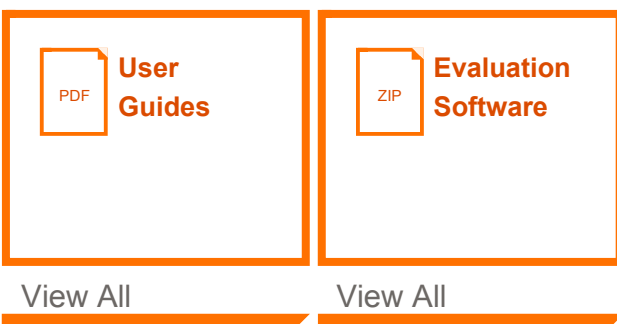 PDF
User
Guides
ZIP
Evaluation
Software
View All
View All